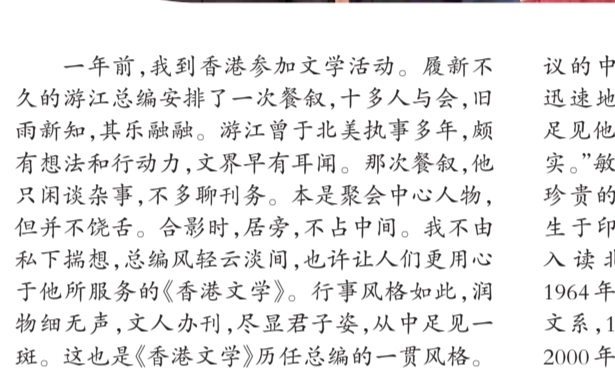 一年前,我到香港参加文学活动。履新不
久的游江总编安排了一次餐叙,十多人与会,旧
雨新知,其乐融融。游江曾于北美执事多年,颇
有想法和行动力,文界早有耳闻。那次餐叙,他
只闲谈杂事,不多聊刊务。本是聚会中心人物,
但并不饶舌。合影时,居旁,不占中间。我不由
私下揣想,总编风轻云淡间,也许让人们更用心
于他所服务的《香港文学》。行事风格如此,润
物细无声,文人办刊,尽显君子姿,从中足见一
斑。这也是《香港文学》历任总编的一贯风格。
议的中
迅速地
足见他
实。”敏
珍贵的
生于印
入读北
1964年
文系,1
2000年